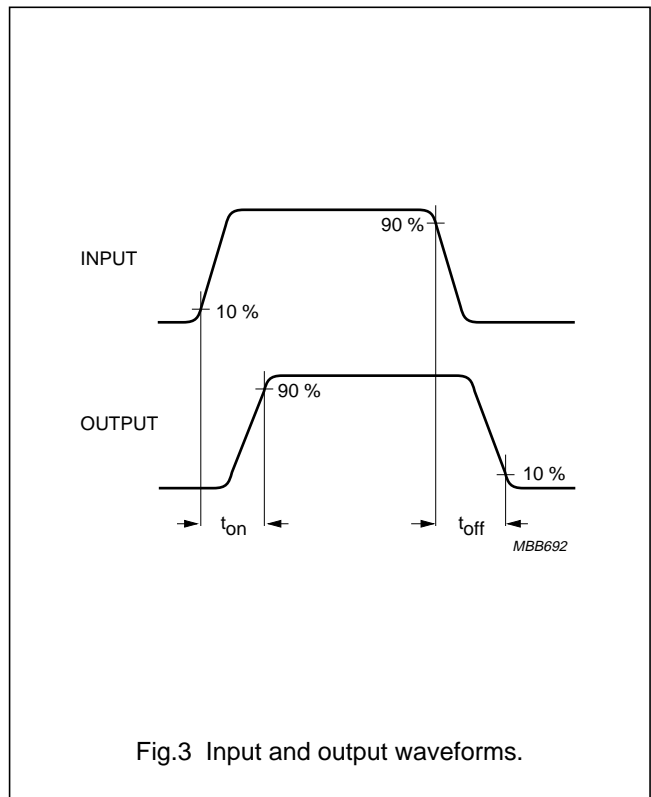 INPUT
90 %
10 %
OUTPUT
90 %
10 %
ton
toff
MBB692
Fig.3 Input and output waveforms.